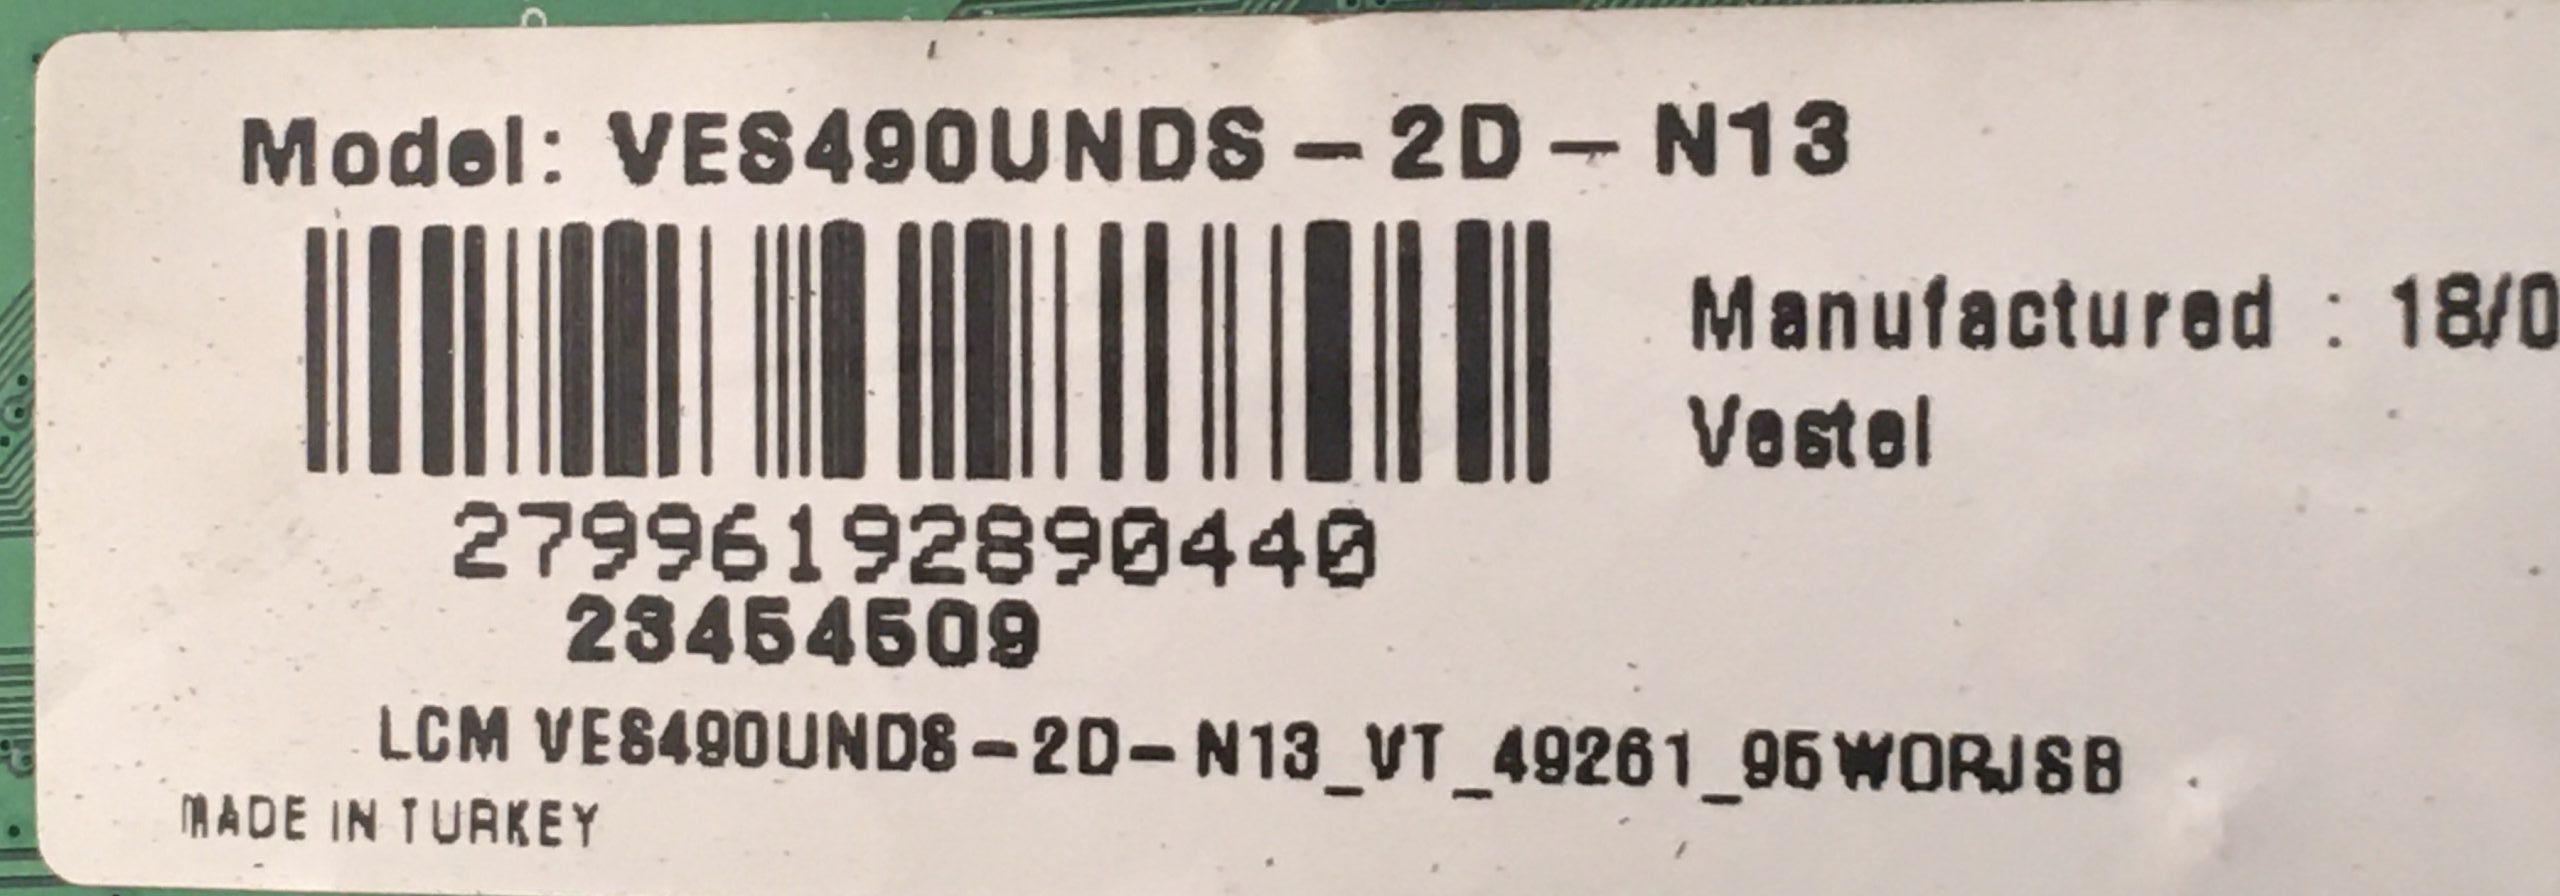 Model: VES490UNDS-2D-N13
Manufactured : 18/0
Vestel
27996192890440
23454509
LCM VES490UNDS-2D-N13_VT_49261_95WORJSB
MADE IN TURKEY